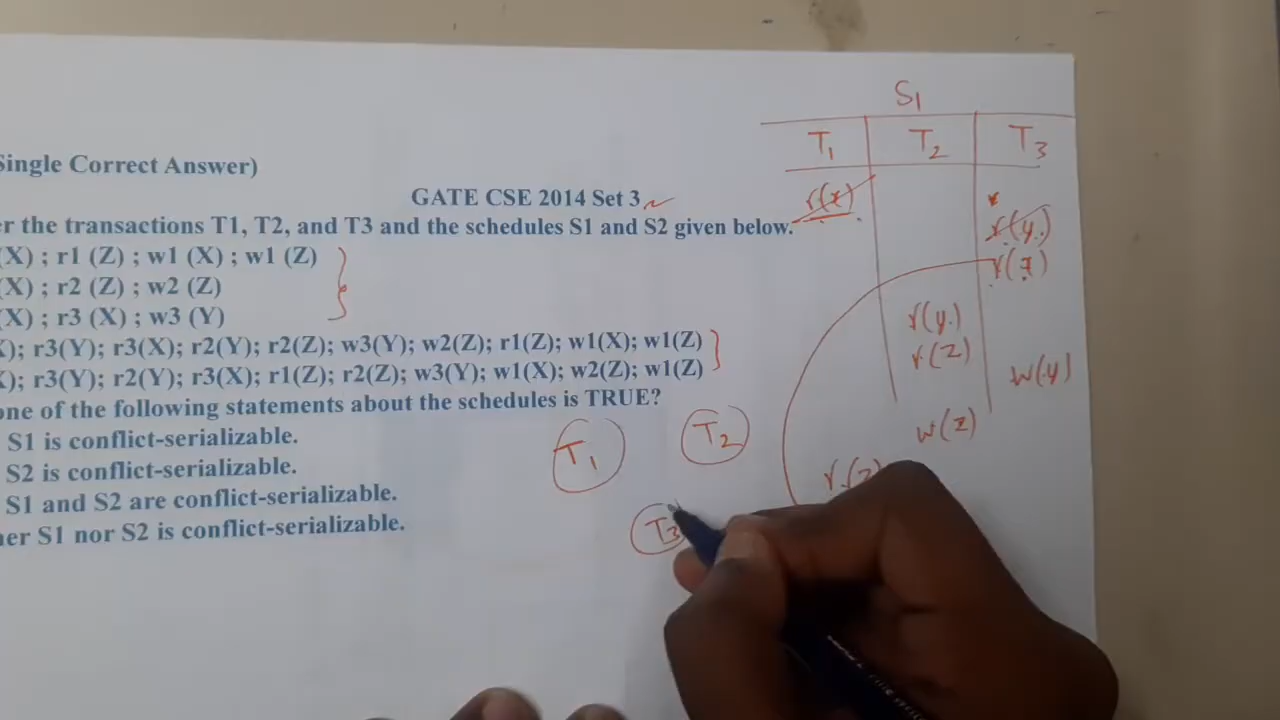 Single Correct Answer)
GATE CSE 2014 Set 3
er the transactions T1, T2, and T3 and the schedules S1 and S2 given below.
(X) ; r1 (Z) ; w1 (X) ; w1 (Z)
(X) ; r2 (Z) ; w2 (Z)
(X) ; r3 (X) ; w3 (Y)
X); r3(Y); r3(X); r2(Y); r2(Z); w3(Y); w2(Z); r1(Z); w1(X); w1(Z)
X); r3(Y); r2(Y); r3(X); r1(Z); r2(Z); w3(Y); w1(X); w2(Z); w1(Z)
one of the following statements about the schedules is TRUE?
S1 is conflict-serializable.
S2 is conflict-serializable.
S1 and S2 are conflict-serializable.
er S1 nor S2 is conflict-serializable.
T1 T2
T3
S1
T1 T2 T3
r(x)
r(y)
r(x)
r(y)
r(z)
w(y)
w(z)
r(z)